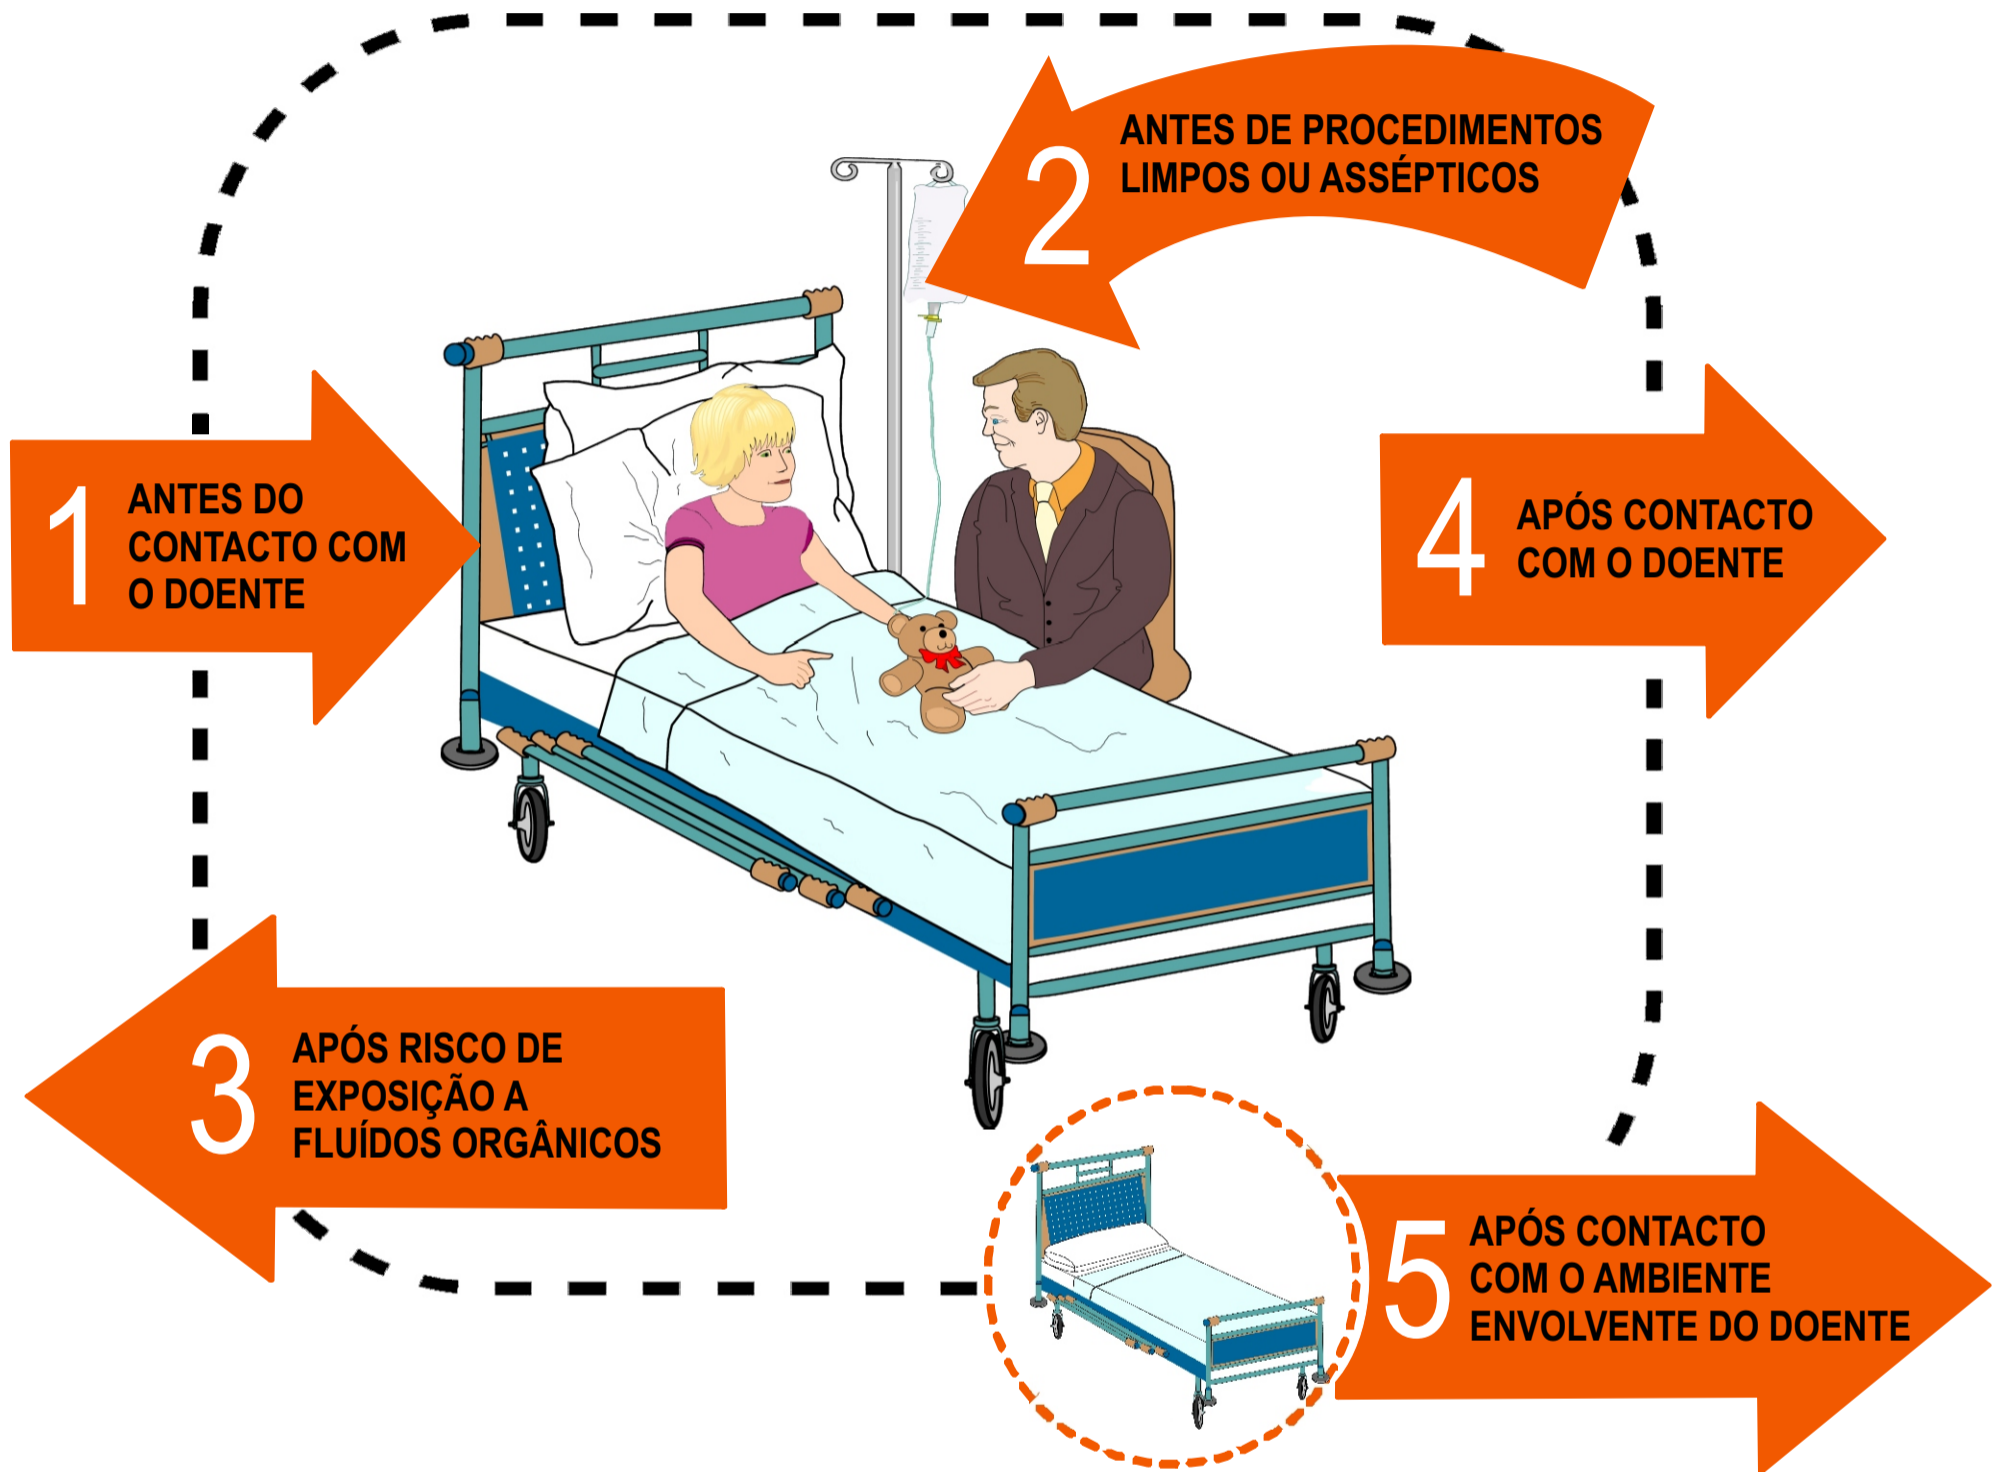 1
ANTES DO
CONTACTO COM
O DOENTE
2
ANTES DE PROCEDIMENTOS
LIMPOS OU ASSÉPTICOS
3
APÓS RISCO DE
EXPOSIÇÃO A
FLUÍDOS ORGÂNICOS
4
APÓS CONTACTO
COM O DOENTE
5
APÓS CONTACTO
COM O AMBIENTE
ENVOLVENTE DO DOENTE